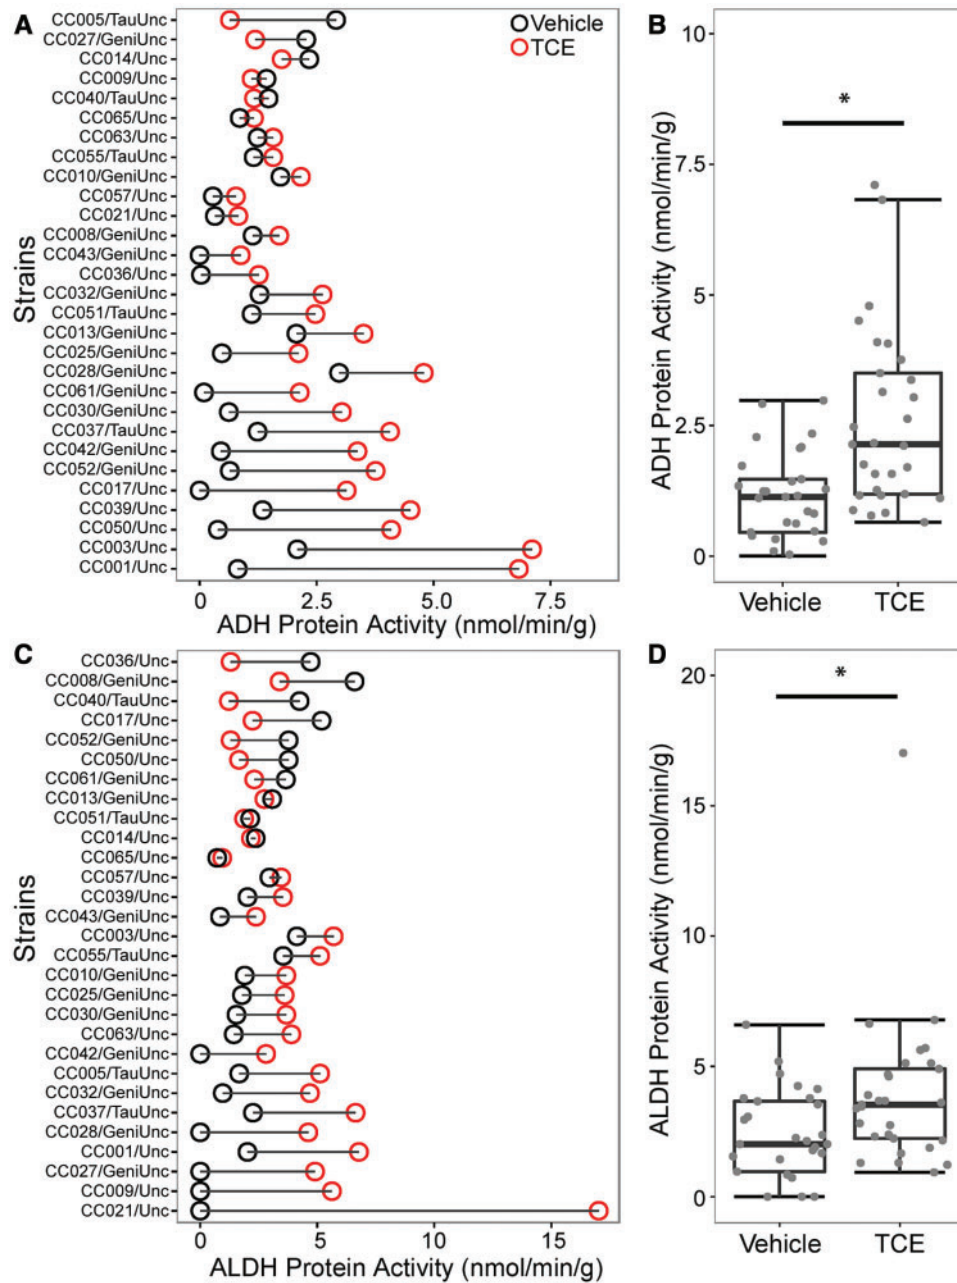 A
CC005/TauUnc
CC027/GeniUnc
CC014/Unc
CC009/Unc
CC040/TauUnc
CC065/Unc
CC063/Unc
CC055/TauUnc
CC010/GeniUnc
CC057/Unc
CC021/Unc
CC008/GeniUnc
CC043/GeniUnc
CC036/Unc
CC032/GeniUnc
CC051/TauUnc
CC013/GeniUnc
CC025/GeniUnc
CC028/GeniUnc
CC061/GeniUnc
CC030/GeniUnc
CC037/TauUnc
CC042/GeniUnc
CC052/GeniUnc
CC017/Unc
CC039/Unc
CC050/Unc
CC003/Unc
CC001/Unc
Strains
Vehicle
TCE
0 2.5 5.0 7.5
ADH Protein Activity (nmol/min/g)
B
ADH Protein Activity (nmol/min/g)
10
7.5
5
2.5
0
*
Vehicle TCE
C
CC036/Unc
CC008/GeniUnc
CC040/TauUnc
CC017/Unc
CC052/GeniUnc
CC050/Unc
CC061/GeniUnc
CC013/GeniUnc
CC051/TauUnc
CC014/Unc
CC065/Unc
CC057/Unc
CC039/Unc
CC043/GeniUnc
CC003/Unc
CC055/TauUnc
CC010/GeniUnc
CC025/GeniUnc
CC030/GeniUnc
CC063/Unc
CC042/GeniUnc
CC005/TauUnc
CC032/GeniUnc
CC037/TauUnc
CC028/GeniUnc
CC001/Unc
CC027/GeniUnc
CC009/Unc
CC021/Unc
Strains
0 5 10 15
ALDH Protein Activity (nmol/min/g)
D
ALDH Protein Activity (nmol/min/g)
20
15
10
5
0
*
Vehicle TCE